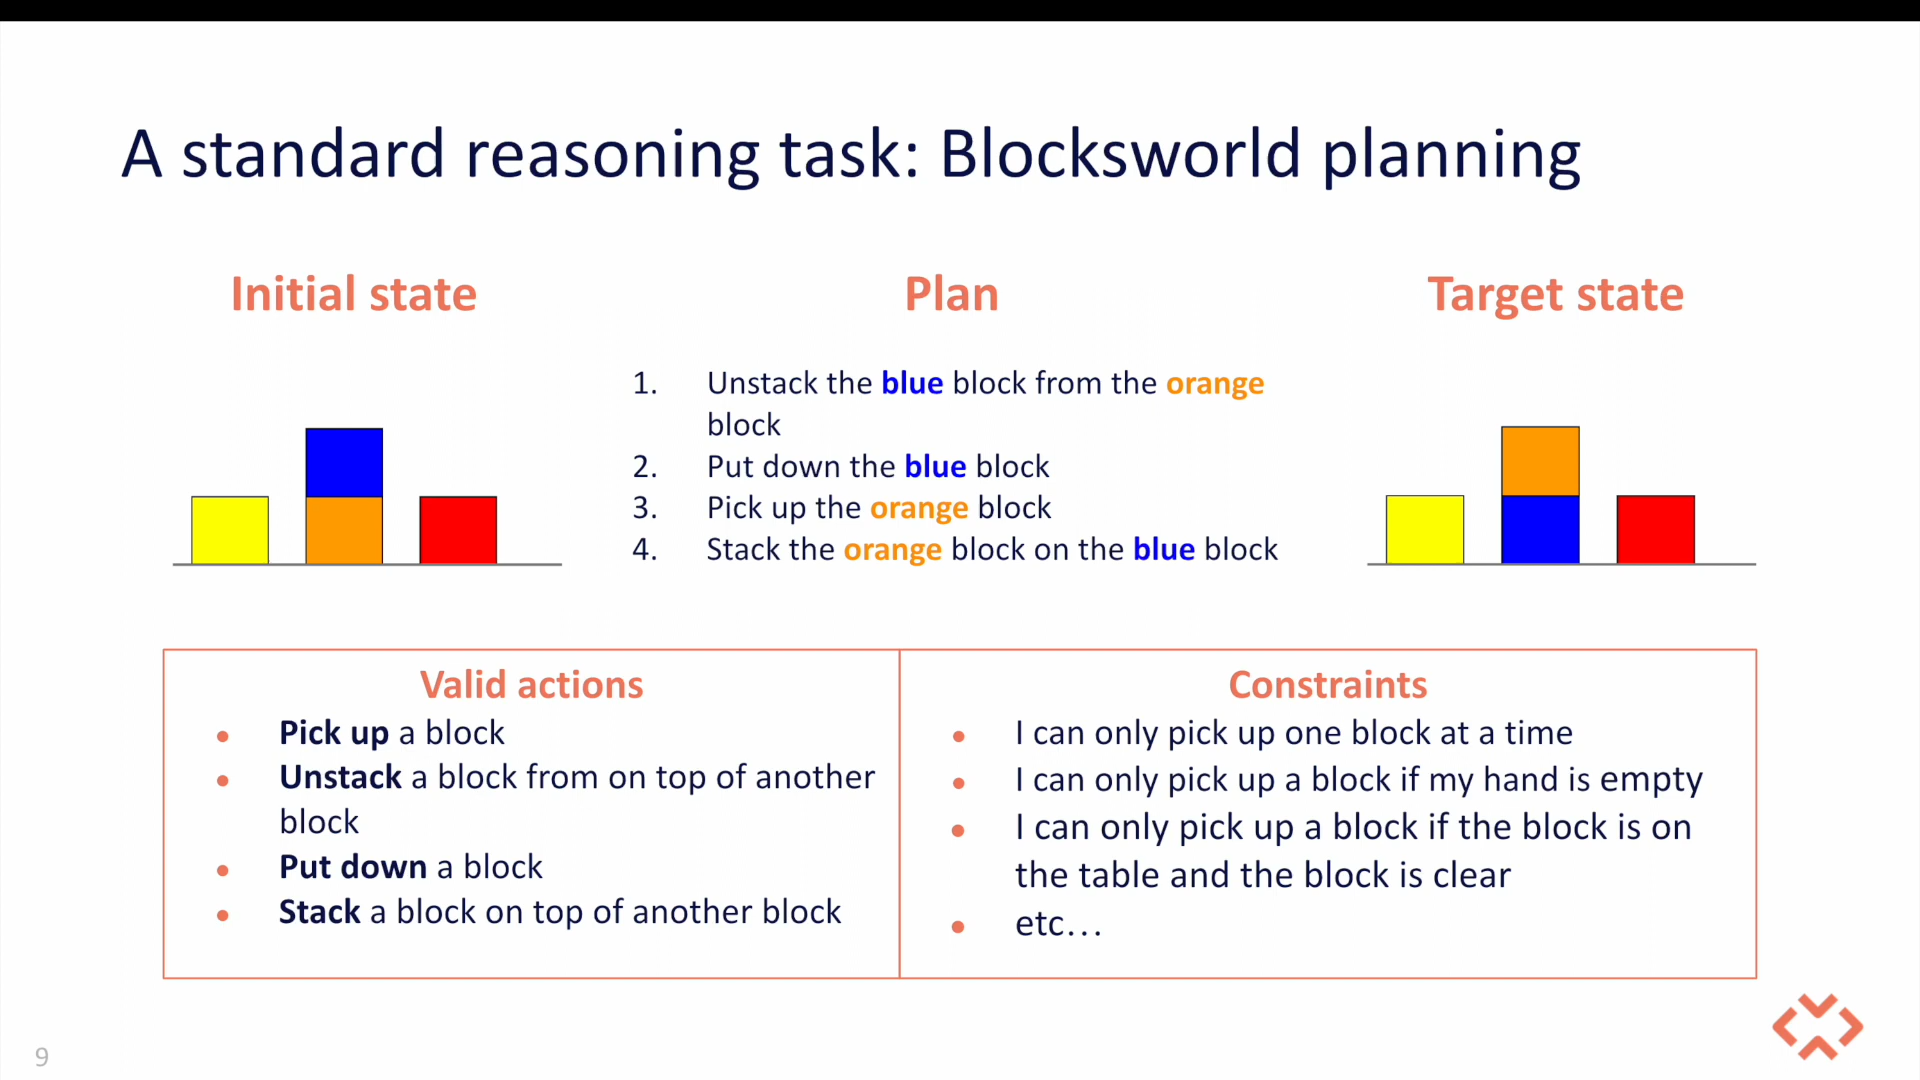 A standard reasoning task: Blocksworld planning
Initial state
Plan
Target state
1. Unstack the blue block from the orange
block
2. Put down the blue block
3. Pick up the orange block
4. Stack the orange block on the blue block
Valid actions
• Pick up a block
• Unstack a block from on top of another
block
• Put down a block
• Stack a block on top of another block
Constraints
• I can only pick up one block at a time
• I can only pick up a block if my hand is empty
• I can only pick up a block if the block is on
the table and the block is clear
• etc…
9